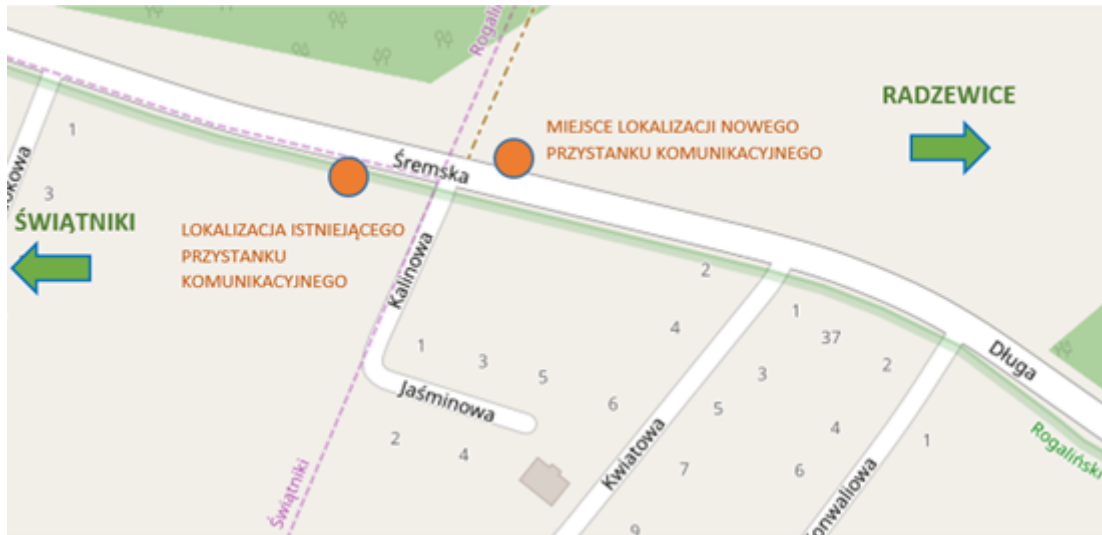 Rogaliń
RADZEWICE
MIEJSCE LOKALIZACJI NOWEGO
PRZYSTANKU KOMUNIKACYJNEGO
1
Śremska
okowa
3
ŚWIĄTNIKI
LOKALIZACJA ISTNIEJĄCEGO
PRZYSTANKU
KOMUNIKACYJNEGO
Kalinowa
2
1
4
37
Długa
1
3
2
3
5
Jaśminowa
6
5
4
1
Rogaliński
2
4
Kwiatowa
7
6
Świątniki
onwaliowa
9